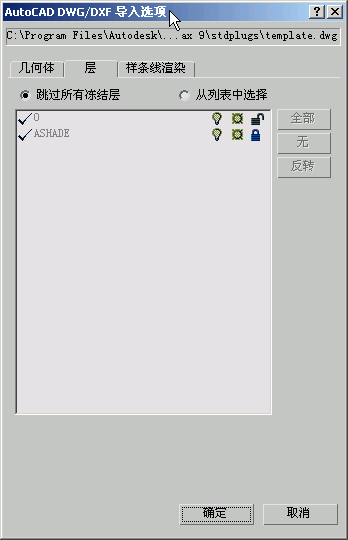 AutoCAD DWG/DXF 导入选项
C:\Program Files\Autodesk\...ax 9\stdplugs\template.dwg
几何体 层 样条线渲染
跳过所有冻结层 从列表中选择
0 全部
ASHADE
无
反转
确定 取消